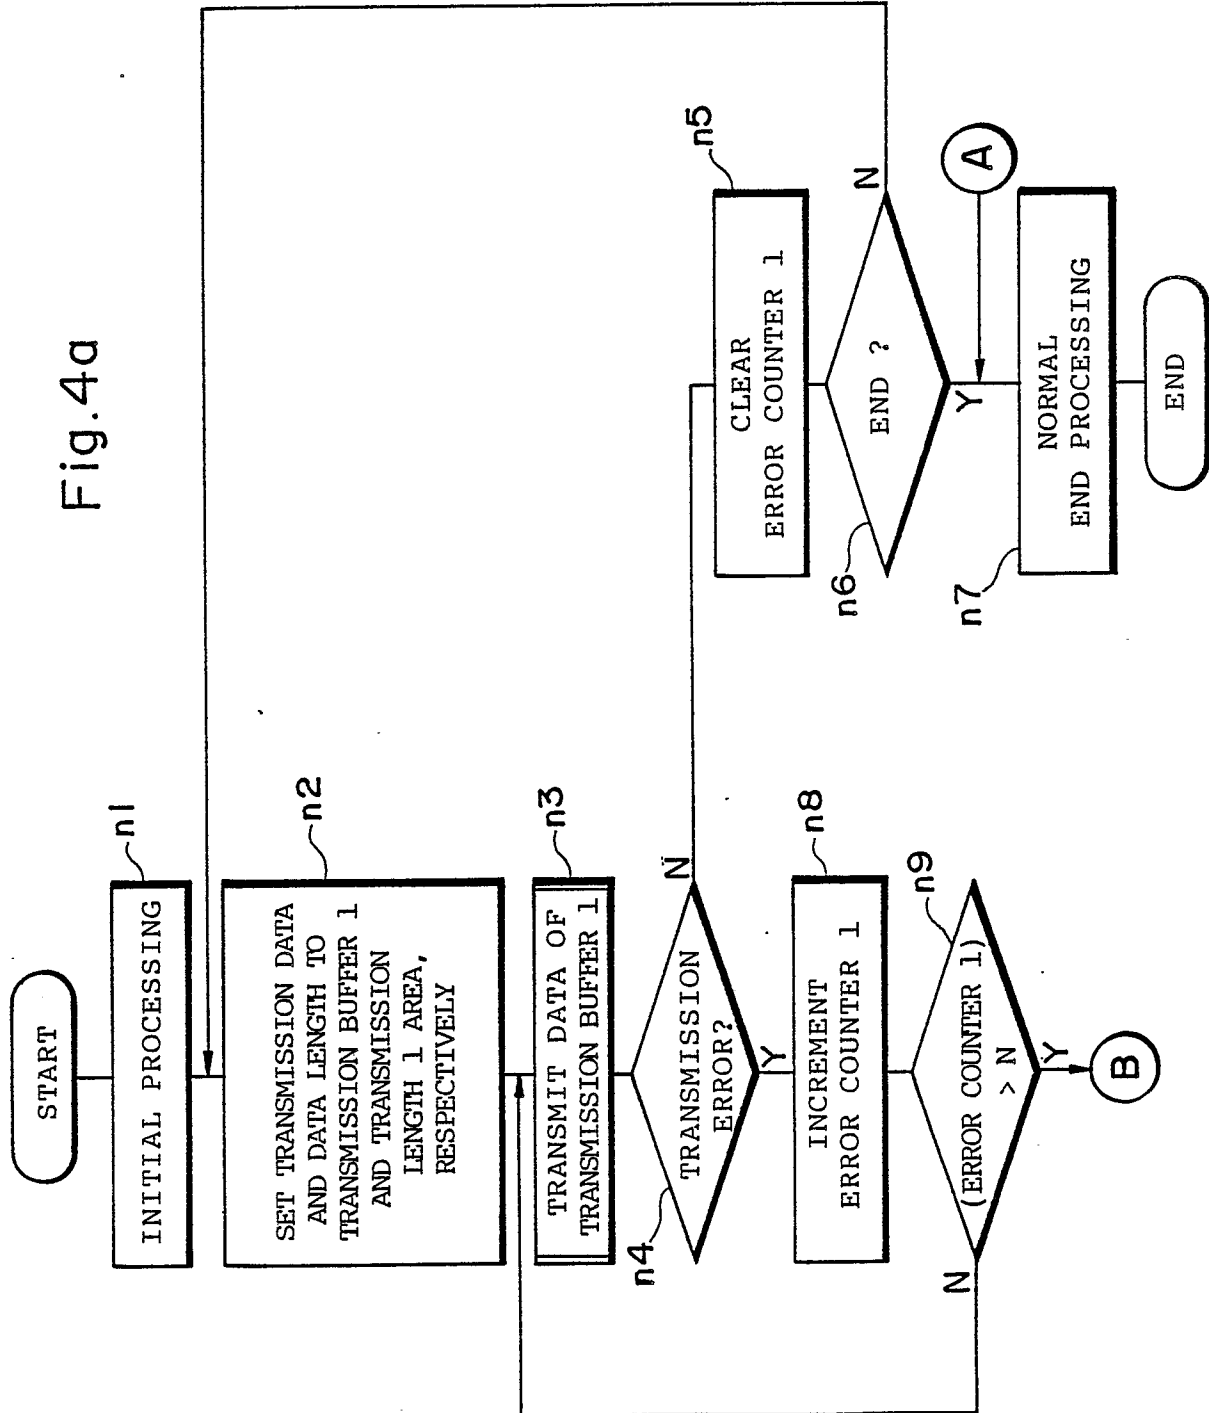 Fig.4a
START
INITIAL PROCESSING
n1
SET TRANSMISSION DATA
AND DATA LENGTH TO
TRANSMISSION BUFFER 1
AND TRANSMISSION
LENGTH 1 AREA,
RESPECTIVELY
n2
TRANSMIT DATA OF
TRANSMISSION BUFFER 1
n3
TRANSMISSION
ERROR?
n4
N
Y
INCREMENT
ERROR COUNTER 1
n8
(ERROR COUNTER 1)
> N
n9
N
Y
B
CLEAR
ERROR COUNTER 1
n5
END ?
n6
N
Y
A
NORMAL
END PROCESSING
n7
END